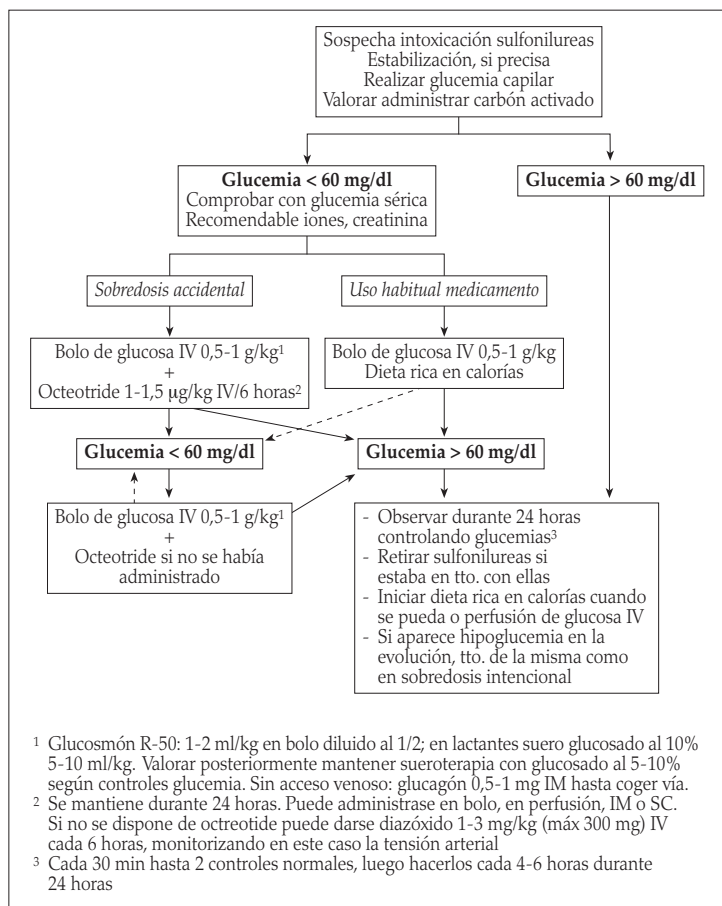 Sospecha intoxicación sulfonilureas
Estabilización, si precisa
Realizar glucemia capilar
Valorar administrar carbón activado
Glucemia < 60 mg/dl
Comprobar con glucemia sérica
Recomendable iones, creatinina
Glucemia > 60 mg/dl
Sobredosis accidental
Uso habitual medicamento
Bolo de glucosa IV 0,5-1 g/kg¹
+
Octeotride 1-1,5 µg/kg IV/6 horas²
Bolo de glucosa IV 0,5-1 g/kg
Dieta rica en calorías
Glucemia < 60 mg/dl
Glucemia > 60 mg/dl
Bolo de glucosa IV 0,5-1 g/kg¹
+
Octeotride si no se había
administrado
- Observar durante 24 horas
controlando glucemias³
- Retirar sulfonilureas si
estaba en tto. con ellas
- Iniciar dieta rica en calorías cuando
se pueda o perfusión de glucosa IV
- Si aparece hipoglucemia en la
evolución, tto. de la misma como
en sobredosis intencional
¹ Glucosmón R-50: 1-2 ml/kg en bolo diluido al 1/2; en lactantes suero glucosado al 10%
5-10 ml/kg. Valorar posteriormente mantener sueroterapia con glucosado al 5-10%
según controles glucemia. Sin acceso venoso: glucagón 0,5-1 mg IM hasta coger vía.
² Se mantiene durante 24 horas. Puede administrase en bolo, en perfusión, IM o SC.
Si no se dispone de octreotide puede darse diazóxido 1-3 mg/kg (máx 300 mg) IV
cada 6 horas, monitorizando en este caso la tensión arterial
³ Cada 30 min hasta 2 controles normales, luego hacerlos cada 4-6 horas durante
24 horas